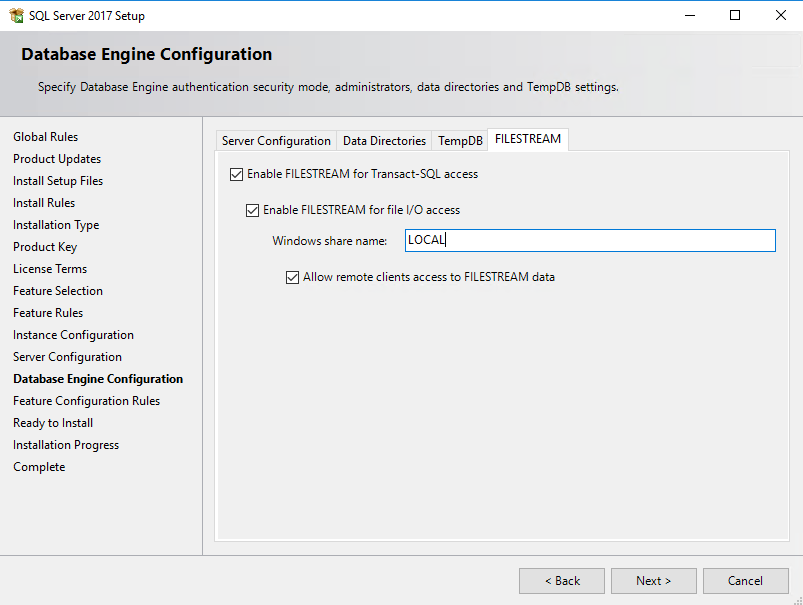 SQL Server 2017 Setup
Database Engine Configuration
Specify Database Engine authentication security mode, administrators, data directories and TempDB settings.
Global Rules
Product Updates
Install Setup Files
Install Rules
Installation Type
Product Key
License Terms
Feature Selection
Feature Rules
Instance Configuration
Server Configuration
Database Engine Configuration
Feature Configuration Rules
Ready to Install
Installation Progress
Complete
Server Configuration Data Directories TempDB FILESTREAM
Enable FILESTREAM for Transact-SQL access
Enable FILESTREAM for file I/O access
Windows share name: LOCAL
Allow remote clients access to FILESTREAM data
< Back Next > Cancel